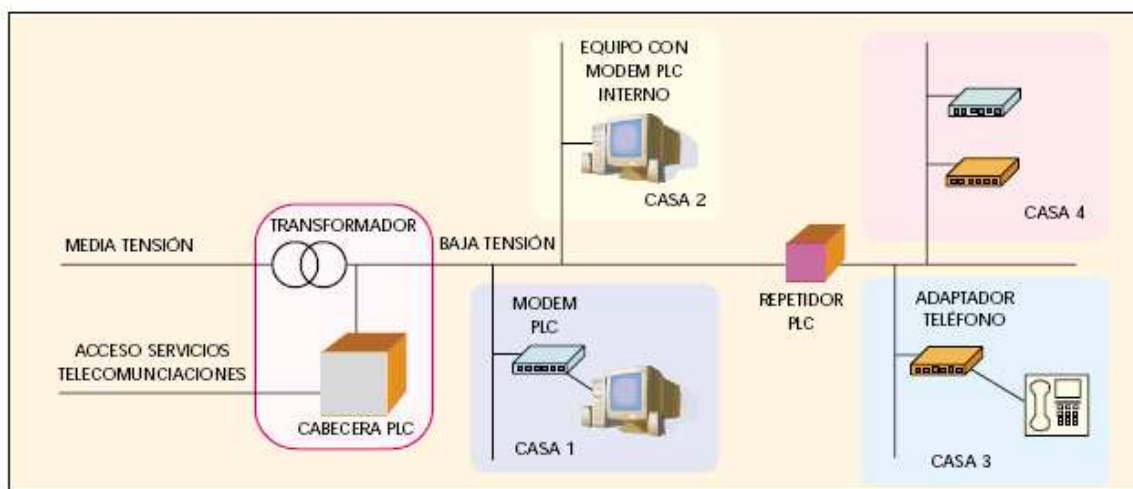 EQUIPO CON
MODEM PLC
INTERNO
CASA 2
CASA 4
TRANSFORMADOR
MEDIA TENSIÓN
BAJA TENSIÓN
REPETIDOR
PLC
MODEM
PLC
CASA 1
ADAPTADOR
TELÉFONO
CASA 3
ACCESO SERVICIOS
TELECOMUNCIACIONES
CABECERA PLC